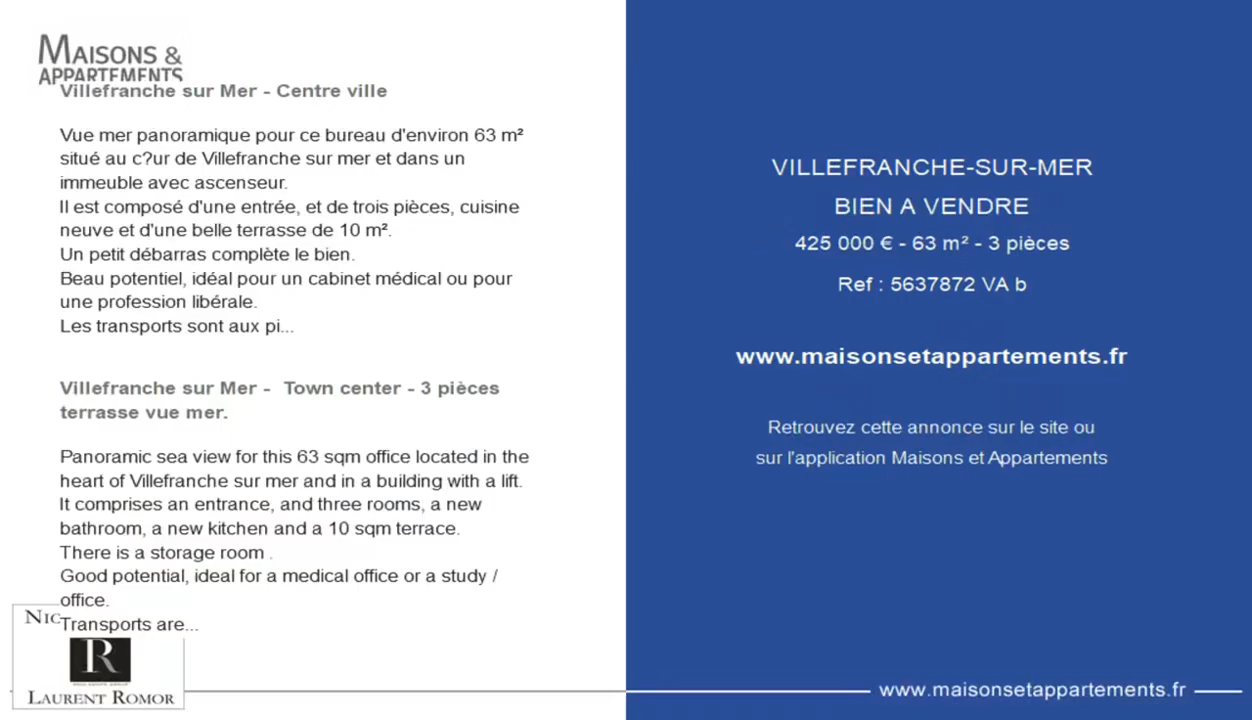 MAISONS &
APPARTEMENTS
Villefranche sur Mer - Centre ville
Vue mer panoramique pour ce bureau d'environ 63 m²
situé au c?ur de Villefranche sur mer et dans un
immeuble avec ascenseur.
Il est composé d'une entrée, et de trois pièces, cuisine
neuve et d'une belle terrasse de 10 m².
Un petit débarras complète le bien.
Beau potentiel, idéal pour un cabinet médical ou pour
une profession libérale.
Les transports sont aux pi...
Villefranche sur Mer - Town center - 3 pièces
terrasse vue mer.
Panoramic sea view for this 63 sqm office located in the
heart of Villefranche sur mer and in a building with a lift.
It comprises an entrance, and three rooms, a new
bathroom, a new kitchen and a 10 sqm terrace.
There is a storage room .
Good potential, ideal for a medical office or a study /
office.
Transports are...
NIC
R
LAURENT ROMOR
VILLEFRANCHE-SUR-MER
BIEN A VENDRE
425 000 € - 63 m² - 3 pièces
Ref : 5637872 VA b
www.maisonsetappartements.fr
Retrouvez cette annonce sur le site ou
sur l'application Maisons et Appartements
www.maisonsetappartements.fr